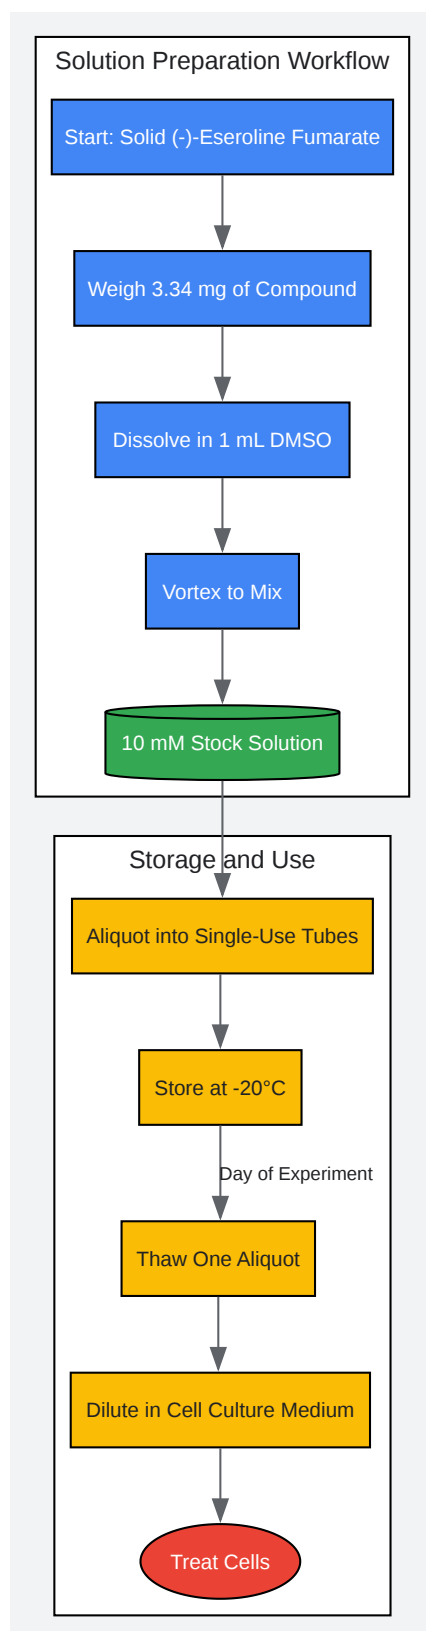 Solution Preparation Workflow
Start: Solid (-)-Eseroline Fumarate
Weigh 3.34 mg of Compound
Dissolve in 1 mL DMSO
Vortex to Mix
10 mM Stock Solution
Storage and Use
Aliquot into Single-Use Tubes
Store at -20°C
Day of Experiment
Thaw One Aliquot
Dilute in Cell Culture Medium
Treat Cells